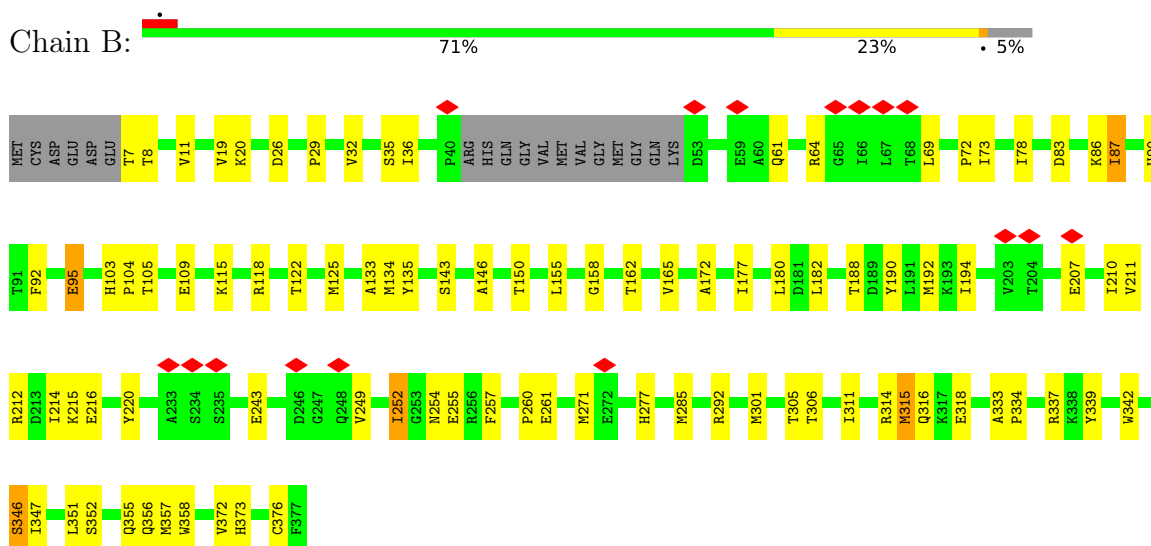 Chain B:
71% 23% • 5%
MET CYS ASP GLU ASP GLU T7 T8 V11 V19 K20 D26 P29 V32 S35 I36 P40 ARG HIS GLN GLY VAL MET VAL GLY MET GLY GLN LYS D53 E59 A60 Q61 R64 G65 I66 L67 T68 L69 P72 I73 I78 D83 K86 I87
T91 F92 E95 H103 P104 T105 E109 K115 R118 T122 M125 A133 M134 Y135 S143 A146 T150 L155 G158 T162 V165 A172 I177 L180 D181 L182 T188 D189 Y190 L191 M192 K193 I194 V203 T204 E207 I210 V211
R212 D213 I214 K215 E216 Y220 A233 S234 S235 E243 D246 G247 Q248 V249 I252 G253 N254 E255 R256 F257 P260 E261 M271 E272 H277 M285 R292 M301 T305 T306 I311 R314 M315 Q316 K317 E318 A333 P334 R337 K338 Y339 W342
S346 I347 L351 S352 Q355 Q356 M357 W358 V372 H373 C376 F377